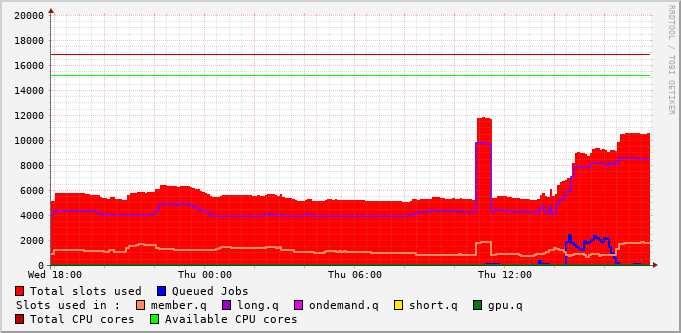 20000
18000
16000
14000
12000
10000
8000
6000
4000
2000
0
Wed 18:00 Thu 00:00 Thu 06:00 Thu 12:00
RRDTOOL / TOBI OETIKER
Total slots used Queued Jobs
Slots used in : member.q long.q ondemand.q short.q gpu.q
Total CPU cores Available CPU cores